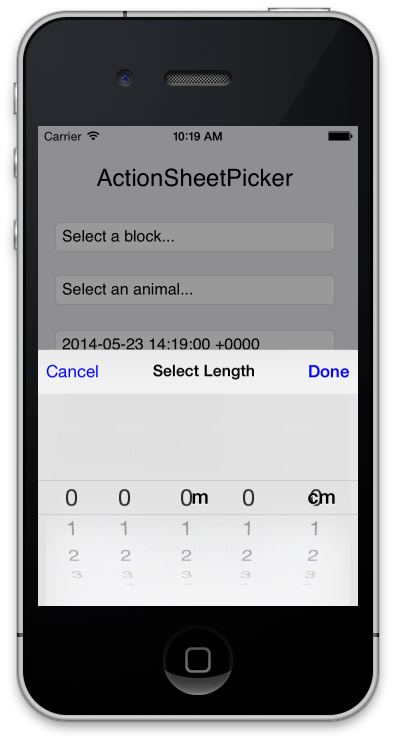 Carrier 10:19 AM
ActionSheetPicker
Select a block...
Select an animal...
2014-05-23 14:19:00 +0000
Cancel Select Length Done
0 0 0 m 0 0 cm
1 1 1 1 1
2 2 2 2 2
3 3 3 3 3